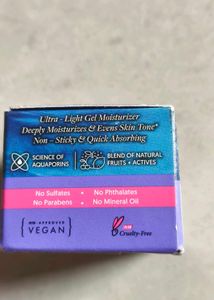 Ultra - Light Gel Moisturizer
Deeply Moisturizes & Evens Skin Tone*
Non - Sticky & Quick Absorbing
SCIENCE OF AQUAPORINS
BLEND OF NATURAL FRUITS + ACTIVES
No Sulfates • No Phthalates
No Parabens • No Mineral Oil
APPROVED
VEGAN
Cruelty-Free